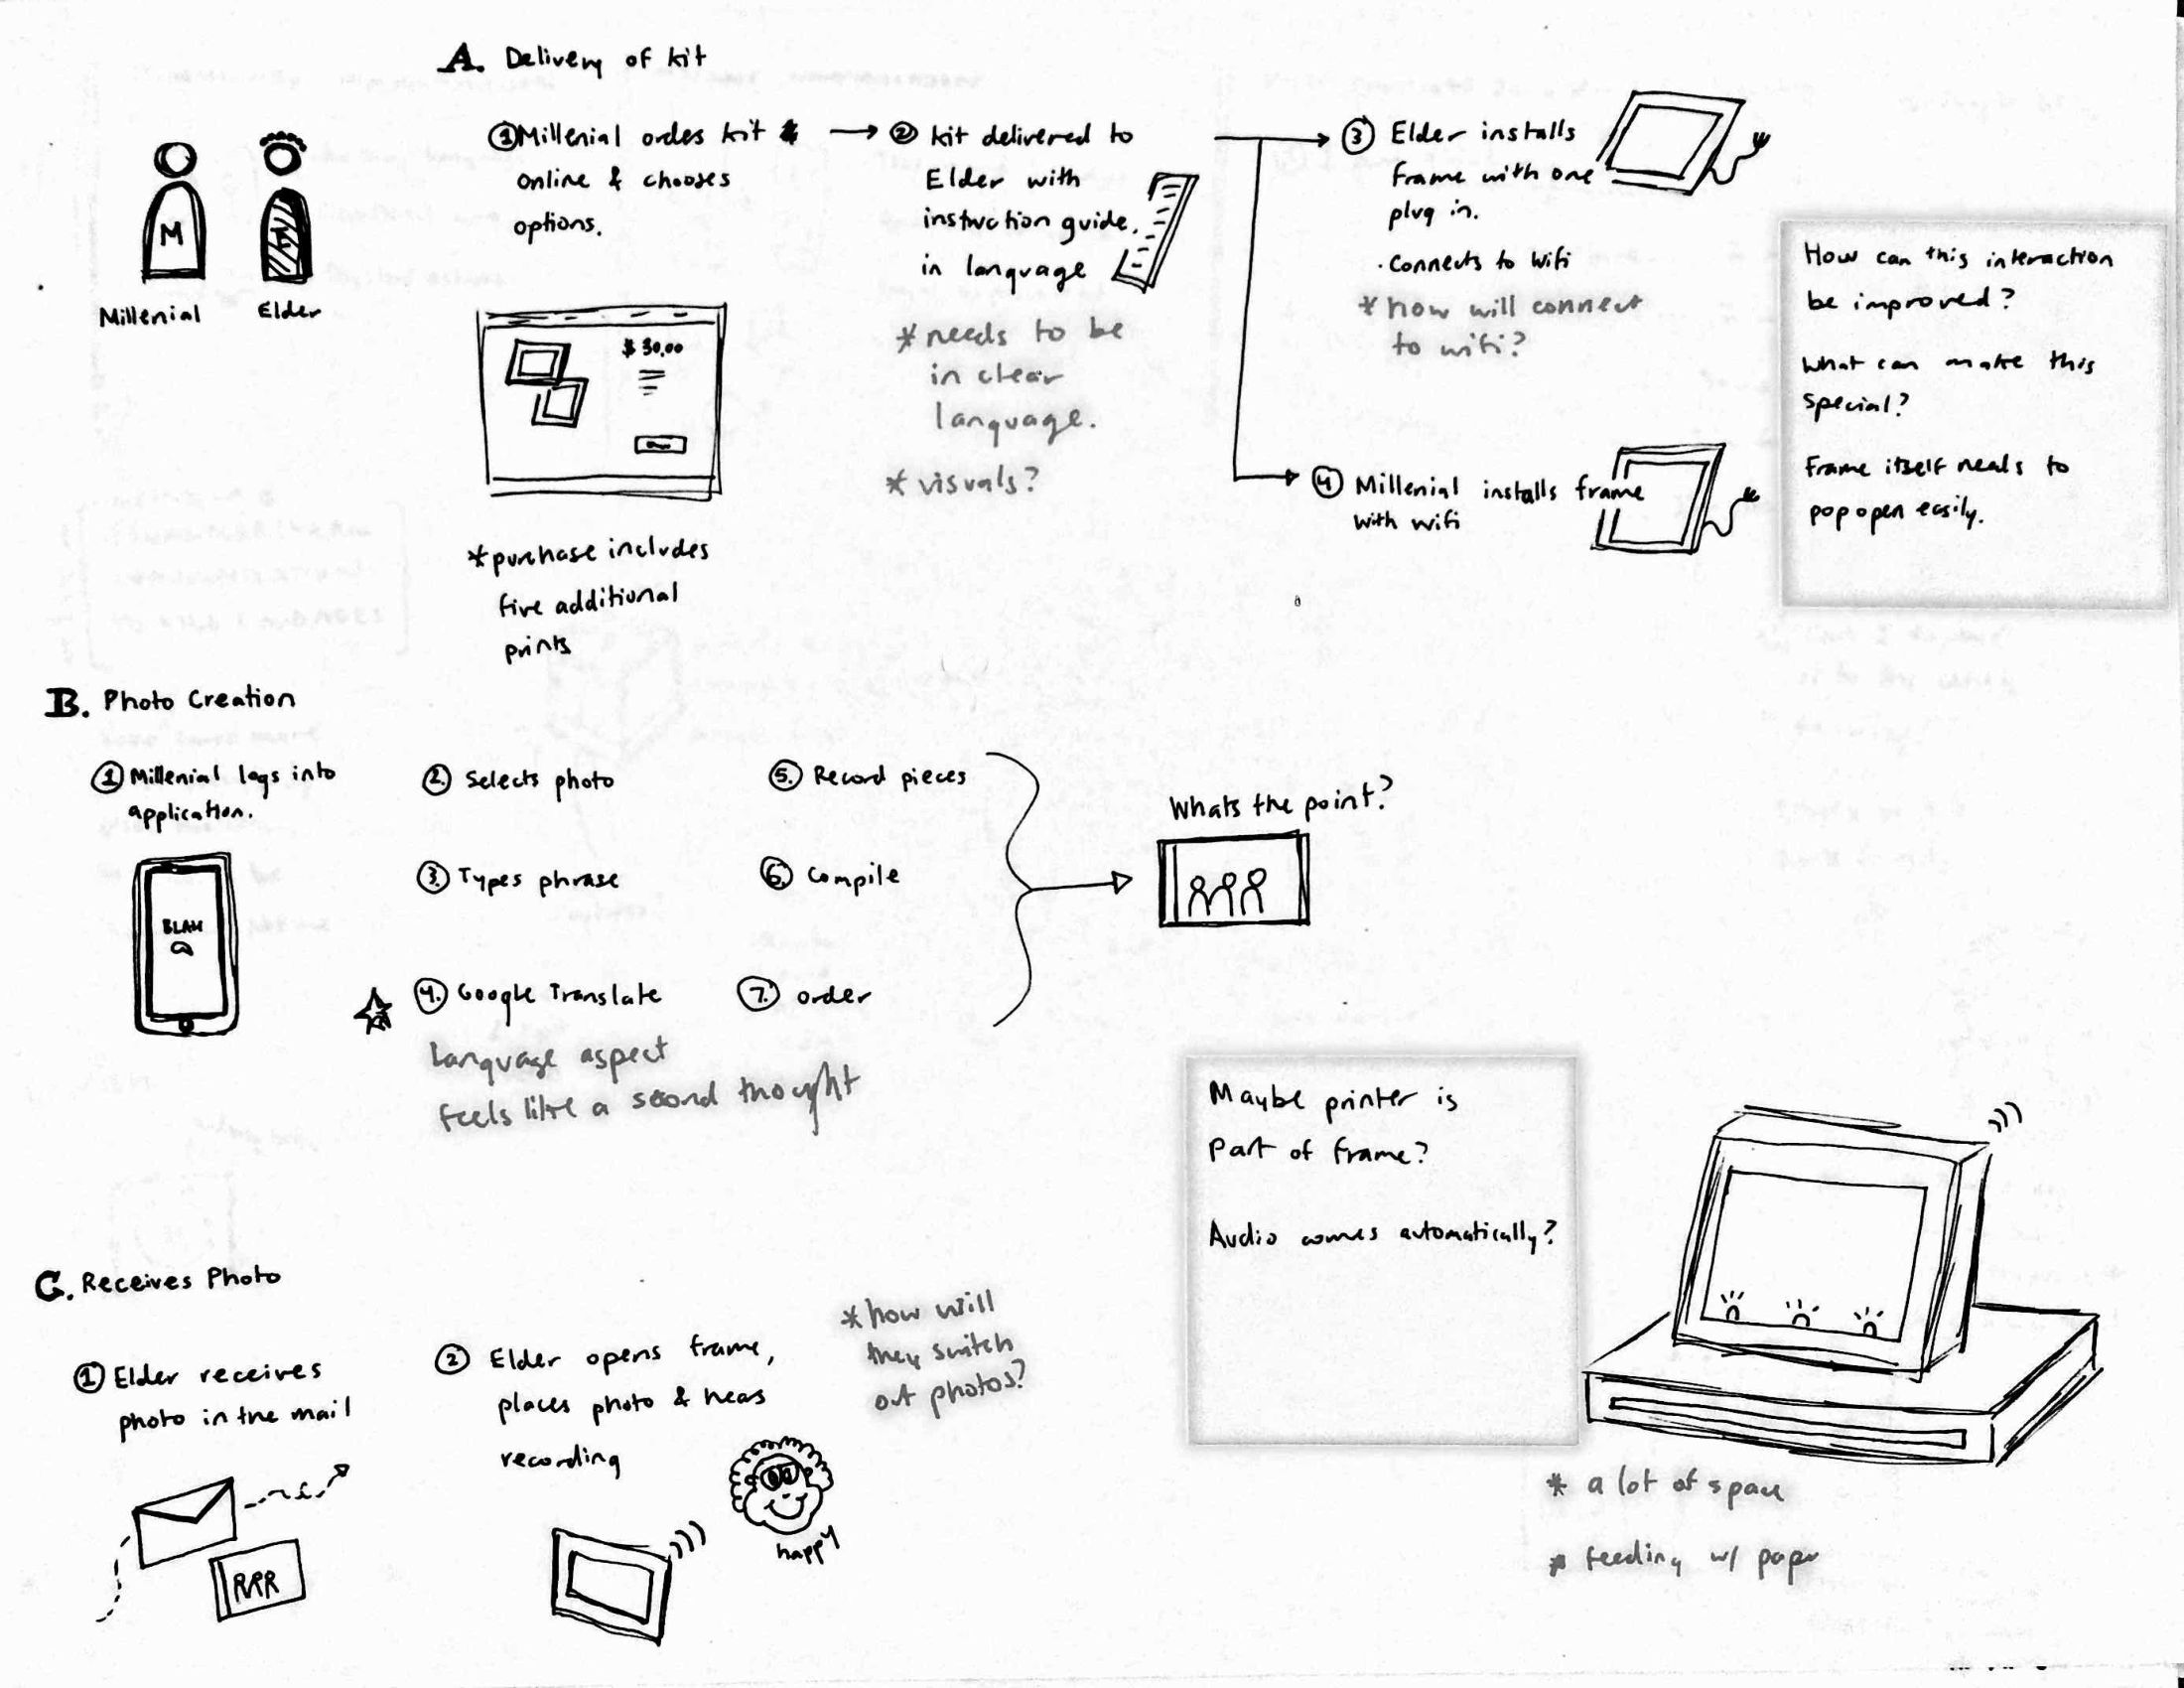 A. Delivery of kit
M
Millenial
Elder
① Millenial orders kit
online & chooses
options.
$30.00
*purchase includes
five additional
prints
② kit delivered to
Elder with
instruction guide.
in language
*needs to be
in clear
language.
*visuals?
③ Elder installs
frame with one
plug in.
· Connects to wifi
*how will connect
to wifi?
④ Millenial installs frame
with wifi
How can this interaction
be improved?
What can make this
special?
Frame itself needs to
pop open easily.
B. Photo Creation
① Millenial logs into
application.
BLAH
② Selects photo
③ Types phrase
④ Google Translate
language aspect
feels like a second thought
⑤ Record pieces
⑥ Compile
⑦ order
Whats the point?
C. Receives Photo
① Elder receives
photo in the mail
② Elder opens frame,
places photo & hears
recording
happy
*how will
they switch
out photos?
Maybe printer is
part of frame?
Audio comes automatically?
* a lot of space
* feeding w/ paper